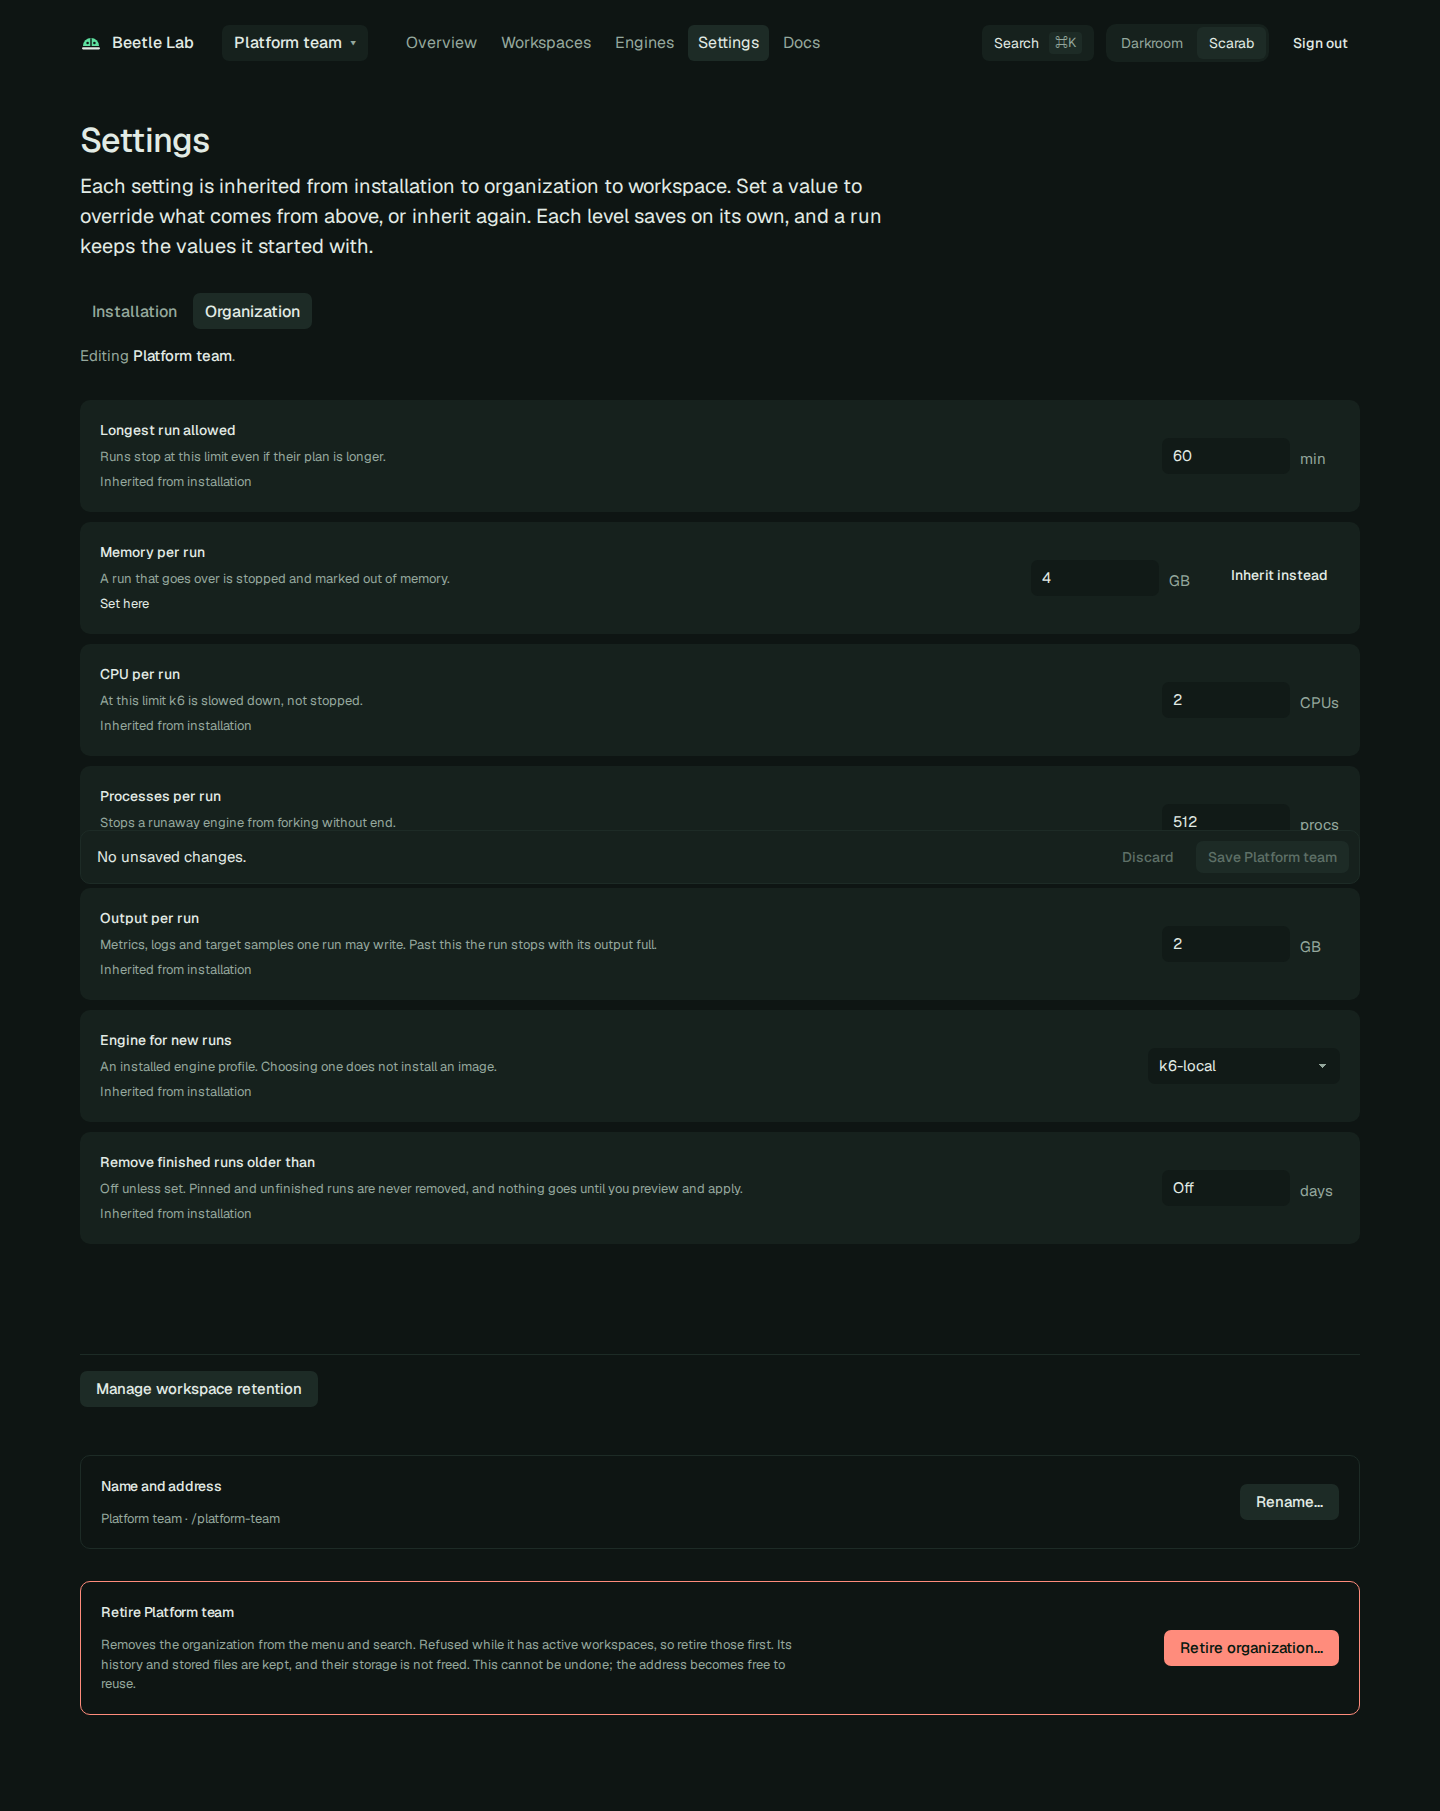 Beetle Lab
Platform team
Overview
Workspaces
Engines
Settings
Docs
Search ⌘K
Darkroom
Scarab
Sign out
Settings
Each setting is inherited from installation to organization to workspace. Set a value to
override what comes from above, or inherit again. Each level saves on its own, and a run
keeps the values it started with.
Installation
Organization
Editing Platform team.
Longest run allowed
Runs stop at this limit even if their plan is longer.
Inherited from installation
60 min
Memory per run
A run that goes over is stopped and marked out of memory.
Set here
4 GB
Inherit instead
CPU per run
At this limit k6 is slowed down, not stopped.
Inherited from installation
2 CPUs
Processes per run
Stops a runaway engine from forking without end.
512 procs
No unsaved changes.
Discard
Save Platform team
Output per run
Metrics, logs and target samples one run may write. Past this the run stops with its output full.
Inherited from installation
2 GB
Engine for new runs
An installed engine profile. Choosing one does not install an image.
Inherited from installation
k6-local
Remove finished runs older than
Off unless set. Pinned and unfinished runs are never removed, and nothing goes until you preview and apply.
Inherited from installation
Off days
Manage workspace retention
Name and address
Platform team · /platform-team
Rename...
Retire Platform team
Removes the organization from the menu and search. Refused while it has active workspaces, so retire those first. Its
history and stored files are kept, and their storage is not freed. This cannot be undone; the address becomes free to
reuse.
Retire organization...